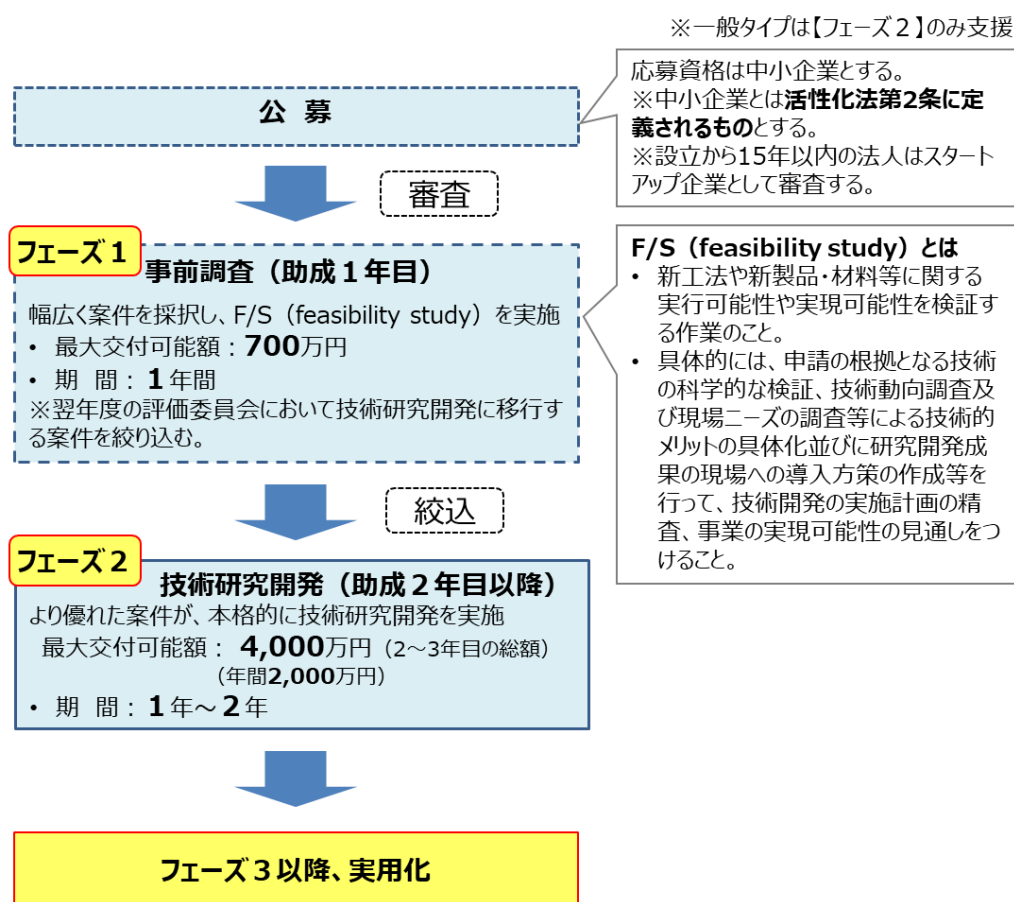 ※一般タイプは【フェーズ２】のみ支援
公 募
応募資格は中小企業とする。
※中小企業とは活性化法第2条に定
義されるものとする。
※設立から15年以内の法人はスタート
アップ企業として審査する。
審査
フェーズ１
事前調査（助成１年目）
幅広く案件を採択し、F/S（feasibility study）を実施
• 最大交付可能額：700万円
• 期 間：１年間
※翌年度の評価委員会において技術研究開発に移行す
る案件を絞り込む。
F/S（feasibility study）とは
• 新工法や新製品・材料等に関する
実行可能性や実現可能性を検証す
る作業のこと。
• 具体的には、申請の根拠となる技術
の科学的な検証、技術動向調査及
び現場ニーズの調査等による技術的
メリットの具体化並びに研究開発成
果の現場への導入方策の作成等を
行って、技術開発の実施計画の精
査、事業の実現可能性の見通しをつ
けること。
絞込
フェーズ２
技術研究開発（助成２年目以降）
より優れた案件が、本格的に技術研究開発を実施
最大交付可能額： 4,000万円（2～3年目の総額）
（年間2,000万円）
• 期 間：１年～２年
フェーズ３以降、実用化